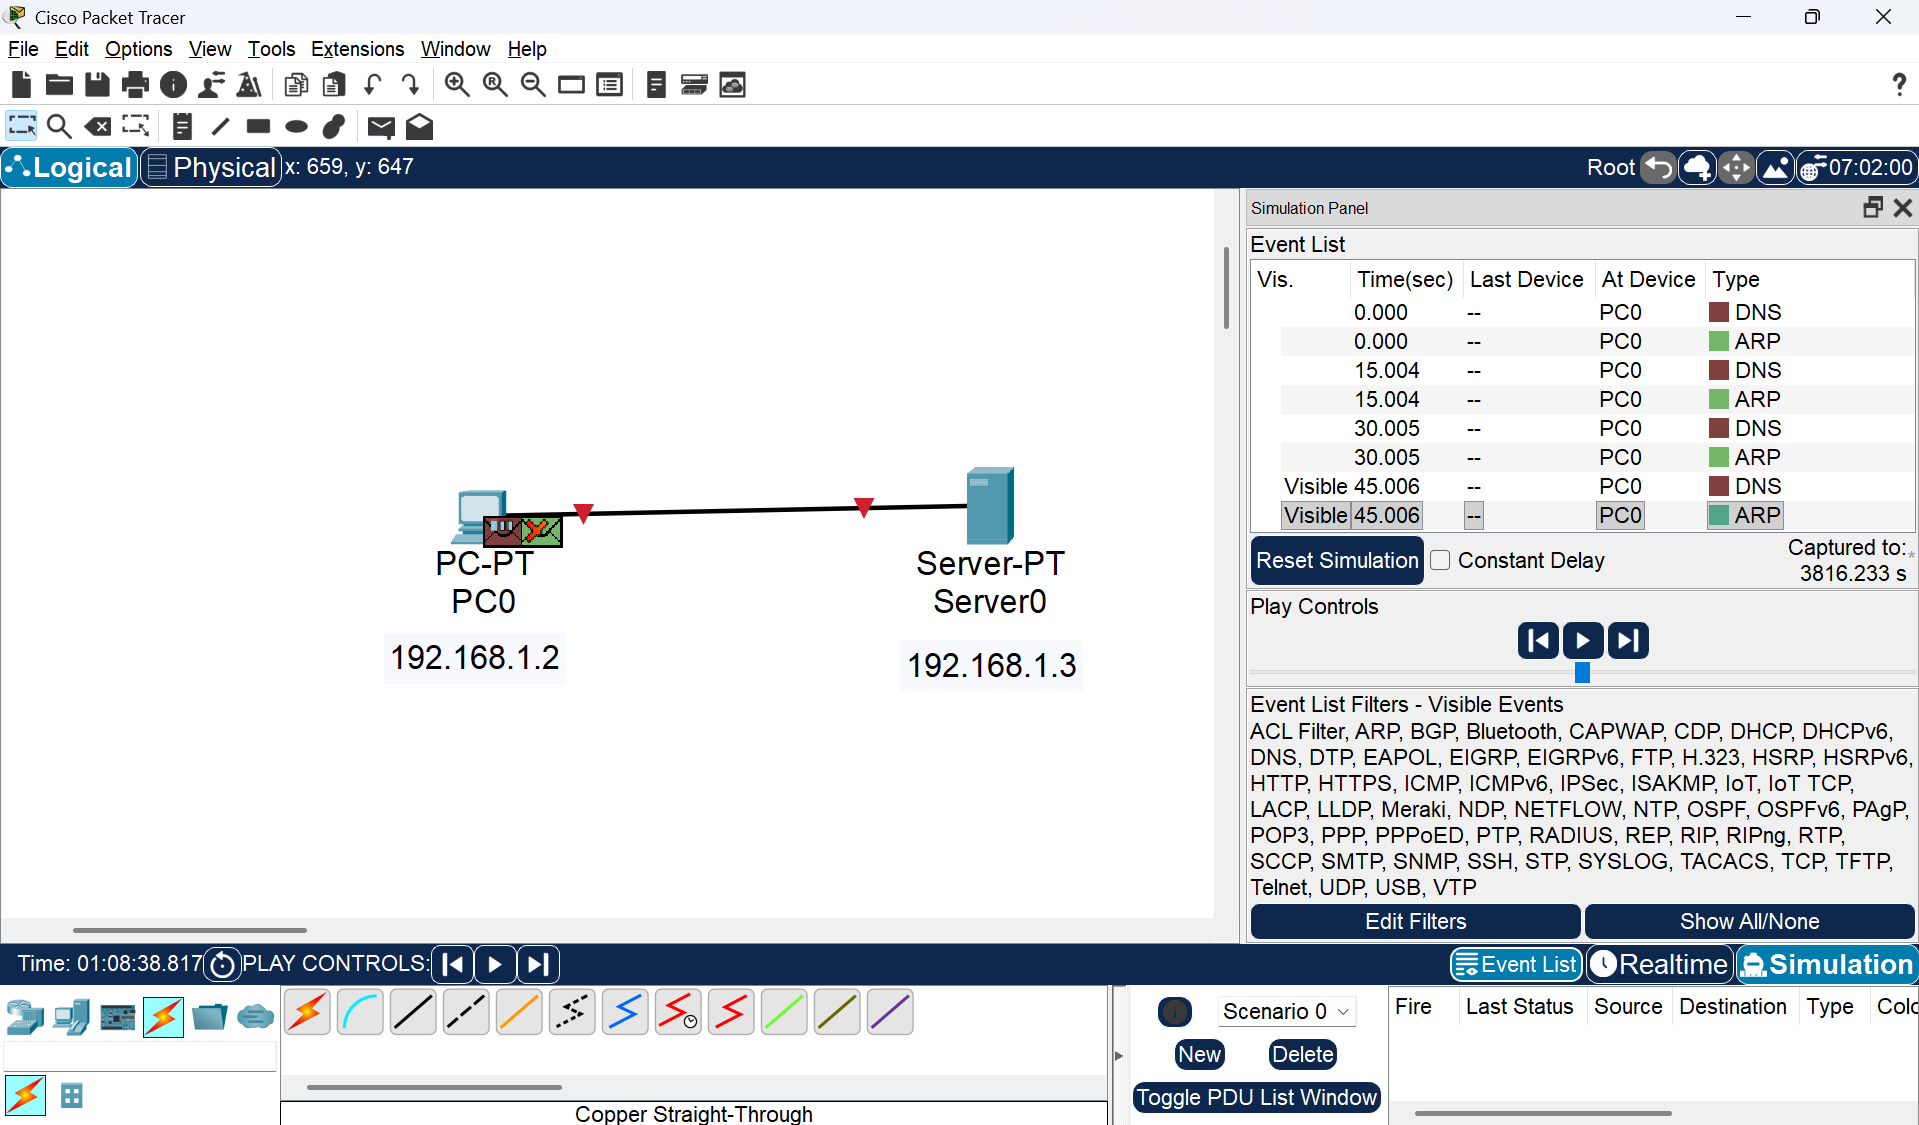 Cisco Packet Tracer
File Edit Options View Tools Extensions Window Help
?
Logical Physical x: 659, y: 647 Root 07:02:00
Simulation Panel
Event List
Vis. Time(sec) Last Device At Device Type
0.000 -- PC0 DNS
0.000 -- PC0 ARP
15.004 -- PC0 DNS
15.004 -- PC0 ARP
30.005 -- PC0 DNS
30.005 -- PC0 ARP
Visible 45.006 -- PC0 DNS
Visible 45.006 -- PC0 ARP
Reset Simulation Constant Delay Captured to:*
3816.233 s
Play Controls
PC-PT
PC0
192.168.1.2
Server-PT
Server0
192.168.1.3
Event List Filters - Visible Events
ACL Filter, ARP, BGP, Bluetooth, CAPWAP, CDP, DHCP, DHCPv6,
DNS, DTP, EAPOL, EIGRP, EIGRPv6, FTP, H.323, HSRP, HSRPv6,
HTTP, HTTPS, ICMP, ICMPv6, IPSec, ISAKMP, IoT, IoT TCP,
LACP, LLDP, Meraki, NDP, NETFLOW, NTP, OSPF, OSPFv6, PAgP,
POP3, PPP, PPPoED, PTP, RADIUS, REP, RIP, RIPng, RTP,
SCCP, SMTP, SNMP, SSH, STP, SYSLOG, TACACS, TCP, TFTP,
Telnet, UDP, USB, VTP
Edit Filters Show All/None
Time: 01:08:38.817 PLAY CONTROLS: Event List Realtime Simulation
Scenario 0
New Delete
Toggle PDU List Window
Fire Last Status Source Destination Type Colo
Copper Straight-Through